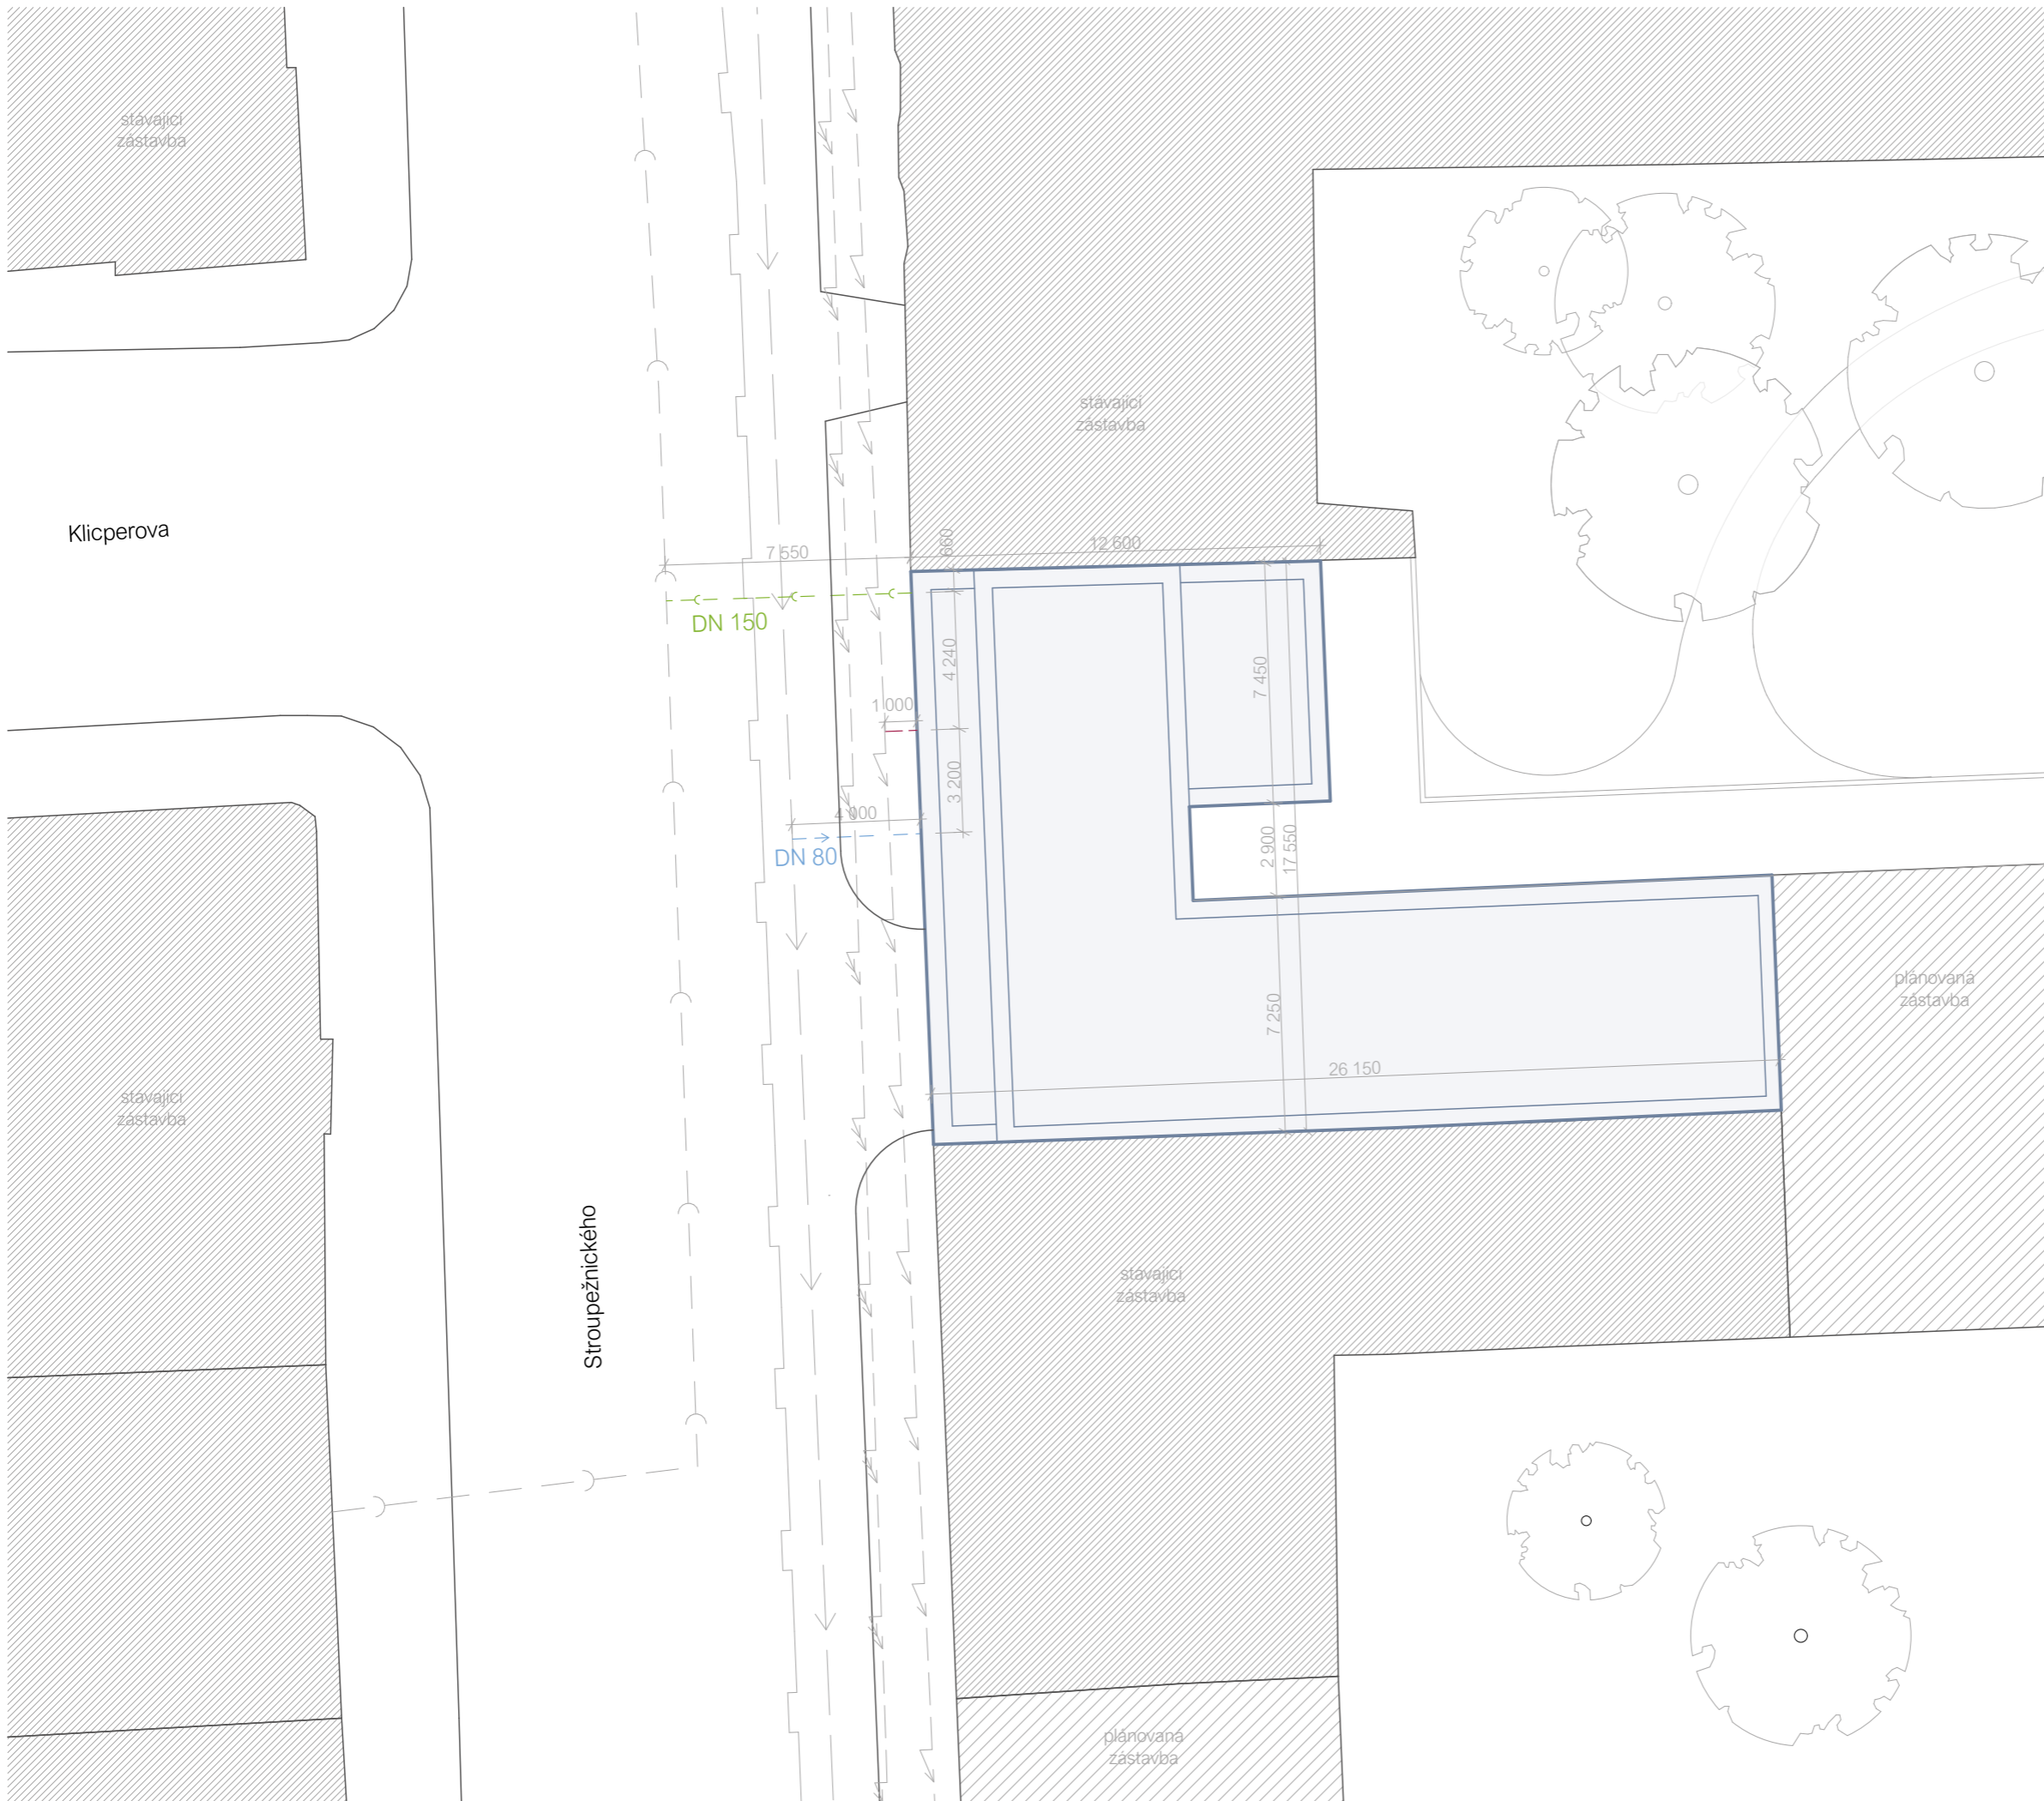 stávající
zástavba
stávající
zástavba
Klicperova
660
7 550
12 600
DN 150
4 240
7 450
1 000
3 200
4 000
DN 80
2 900
17 550
plánovaná
zástavba
7 250
26 150
stávající
zástavba
Stroupežnického
stávající
zástavba
plánovaná
zástavba